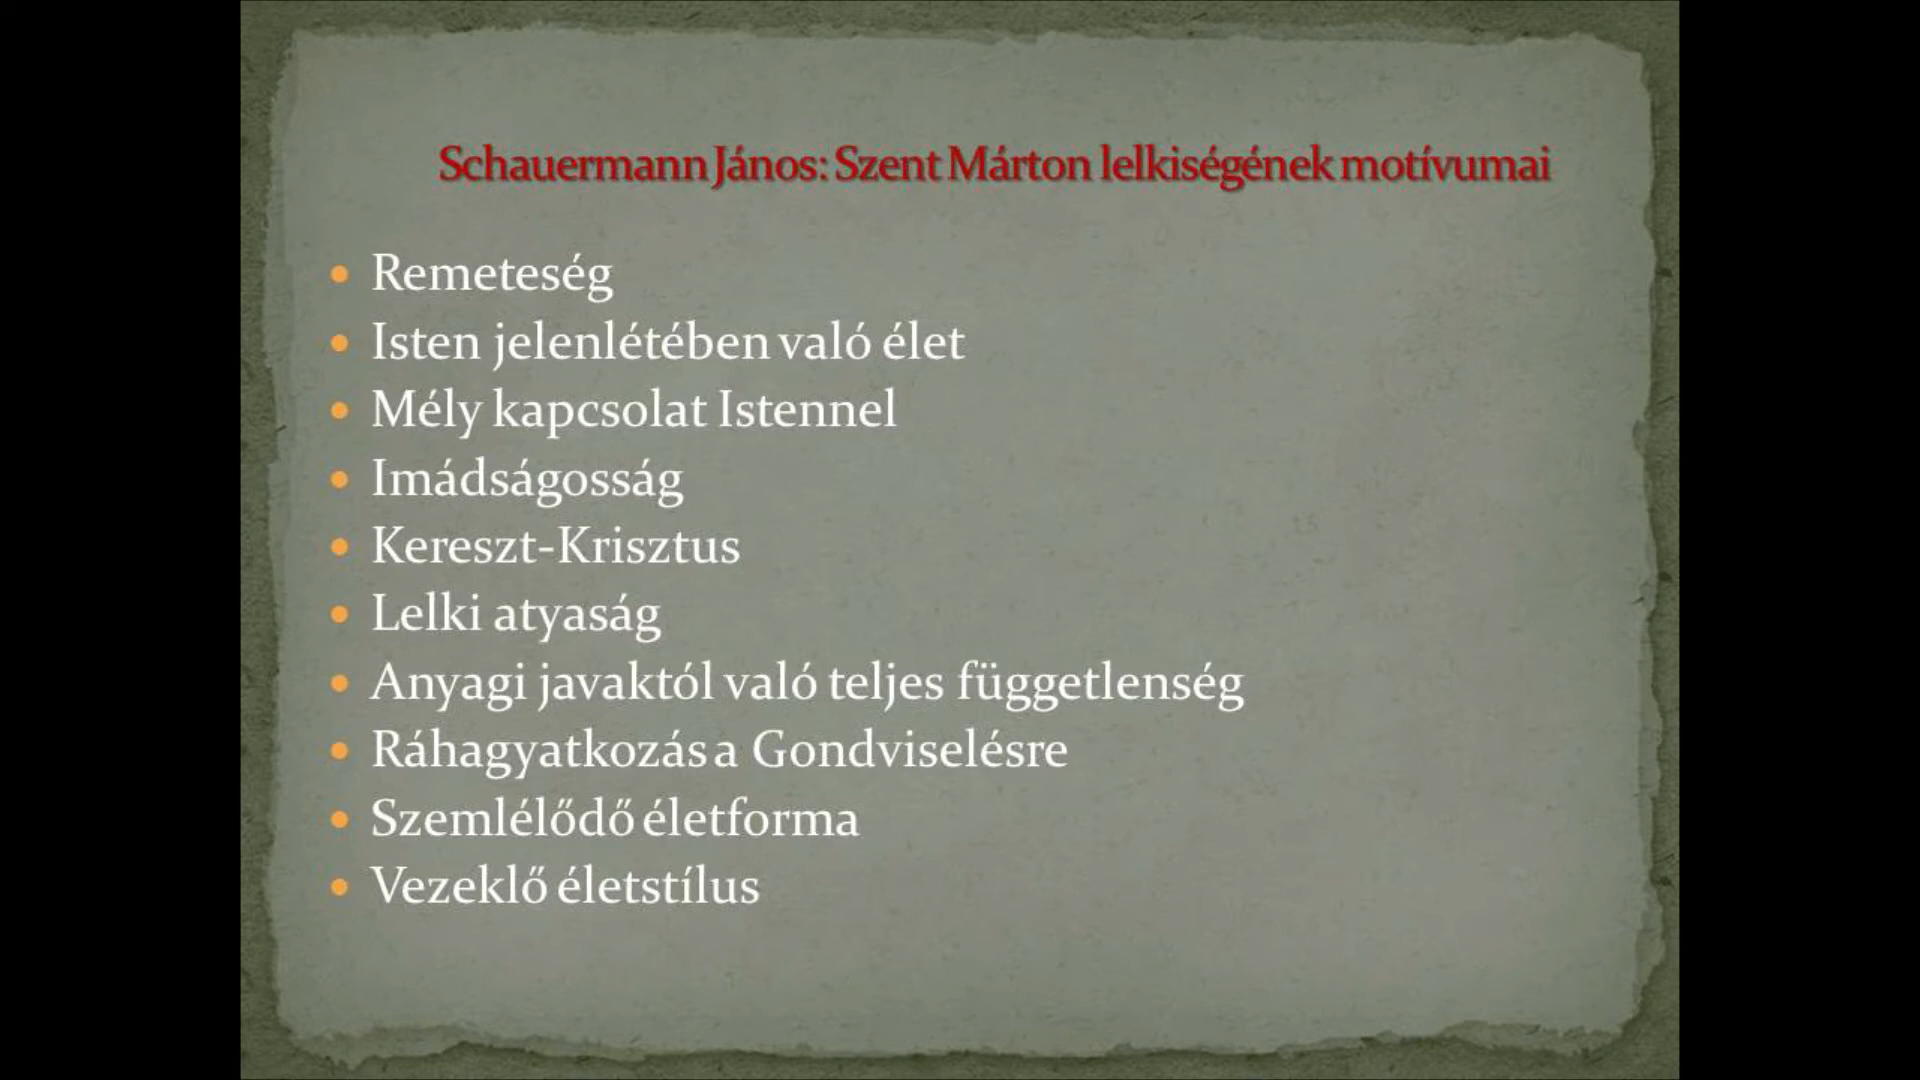 Schauermann János: Szent Márton lelkiségének motívumai
• Remeteség
• Isten jelenlétében való élet
• Mély kapcsolat Istennel
• Imádságosság
• Kereszt-Krisztus
• Lelki atyaság
• Anyagi javaktól való teljes függetlenség
• Ráhagyatkozás a Gondviselésre
• Szemlélődő életforma
• Vezeklő életstílus